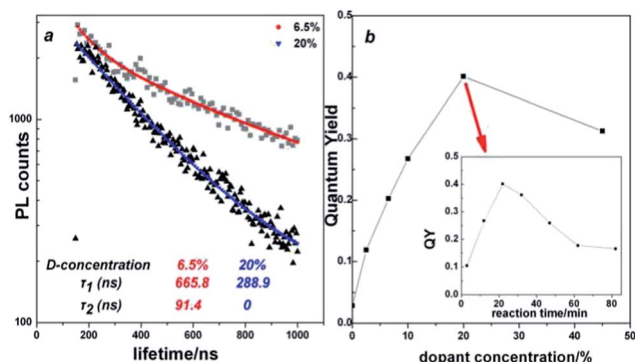 a
6.5%
20%
PL counts
1000
100
D-concentration 6.5% 20%
τ1 (ns) 665.8 288.9
τ2 (ns) 91.4 0
0 200 400 600 800 1000
lifetime/ns
b
Quantum Yield
0.5
0.4
0.3
0.2
0.1
0.0
0 10 20 30 40 50
dopant concentration/%
QY
0.5
0.4
0.3
0.2
0.1
0.0
0 20 40 60 80
reaction time/min